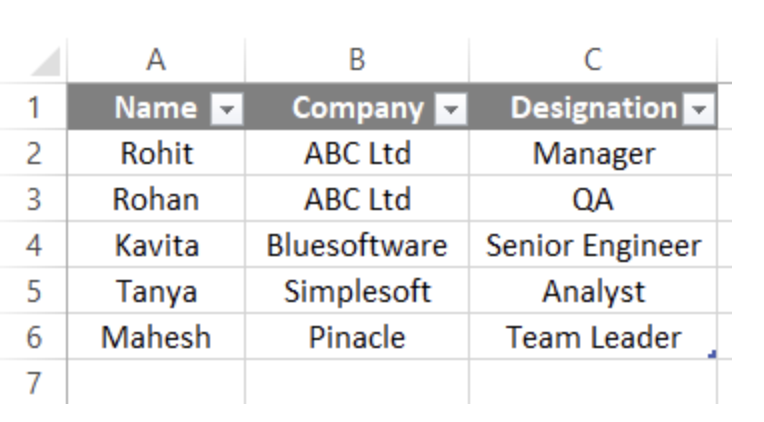 A B C
1 Name Company Designation
2 Rohit ABC Ltd Manager
3 Rohan ABC Ltd QA
4 Kavita Bluesoftware Senior Engineer
5 Tanya Simplesoft Analyst
6 Mahesh Pinacle Team Leader
7